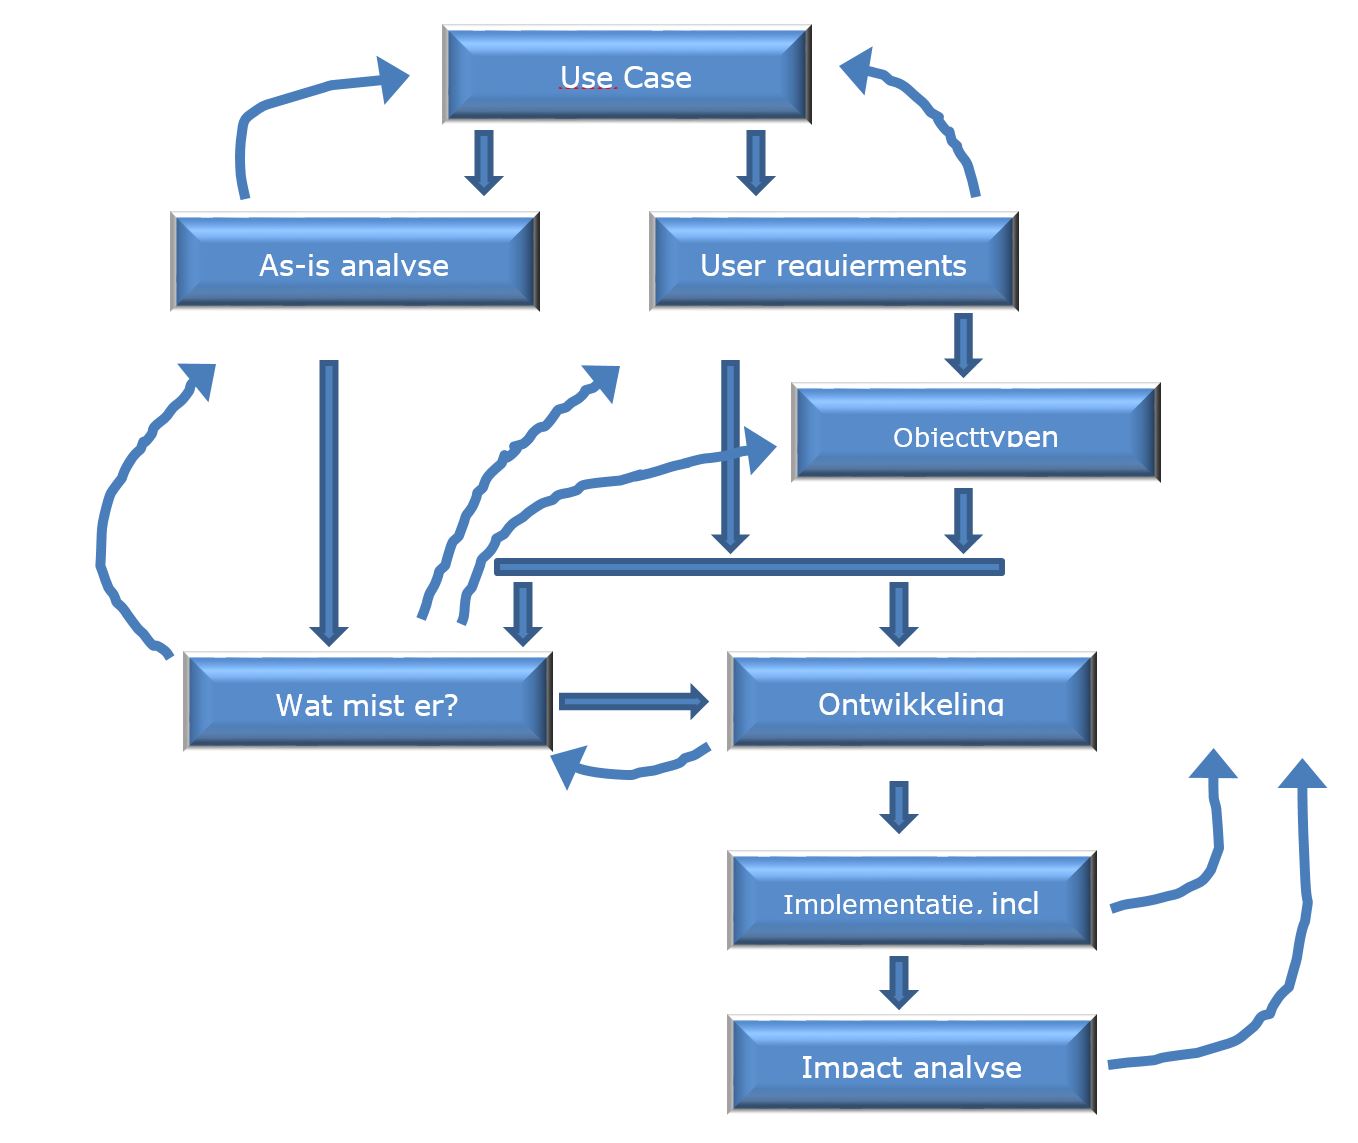 Use Case
As-is analyse
User requierments
Objecttypen
Wat mist er?
Ontwikkeling
Implementatie, incl
Impact analyse